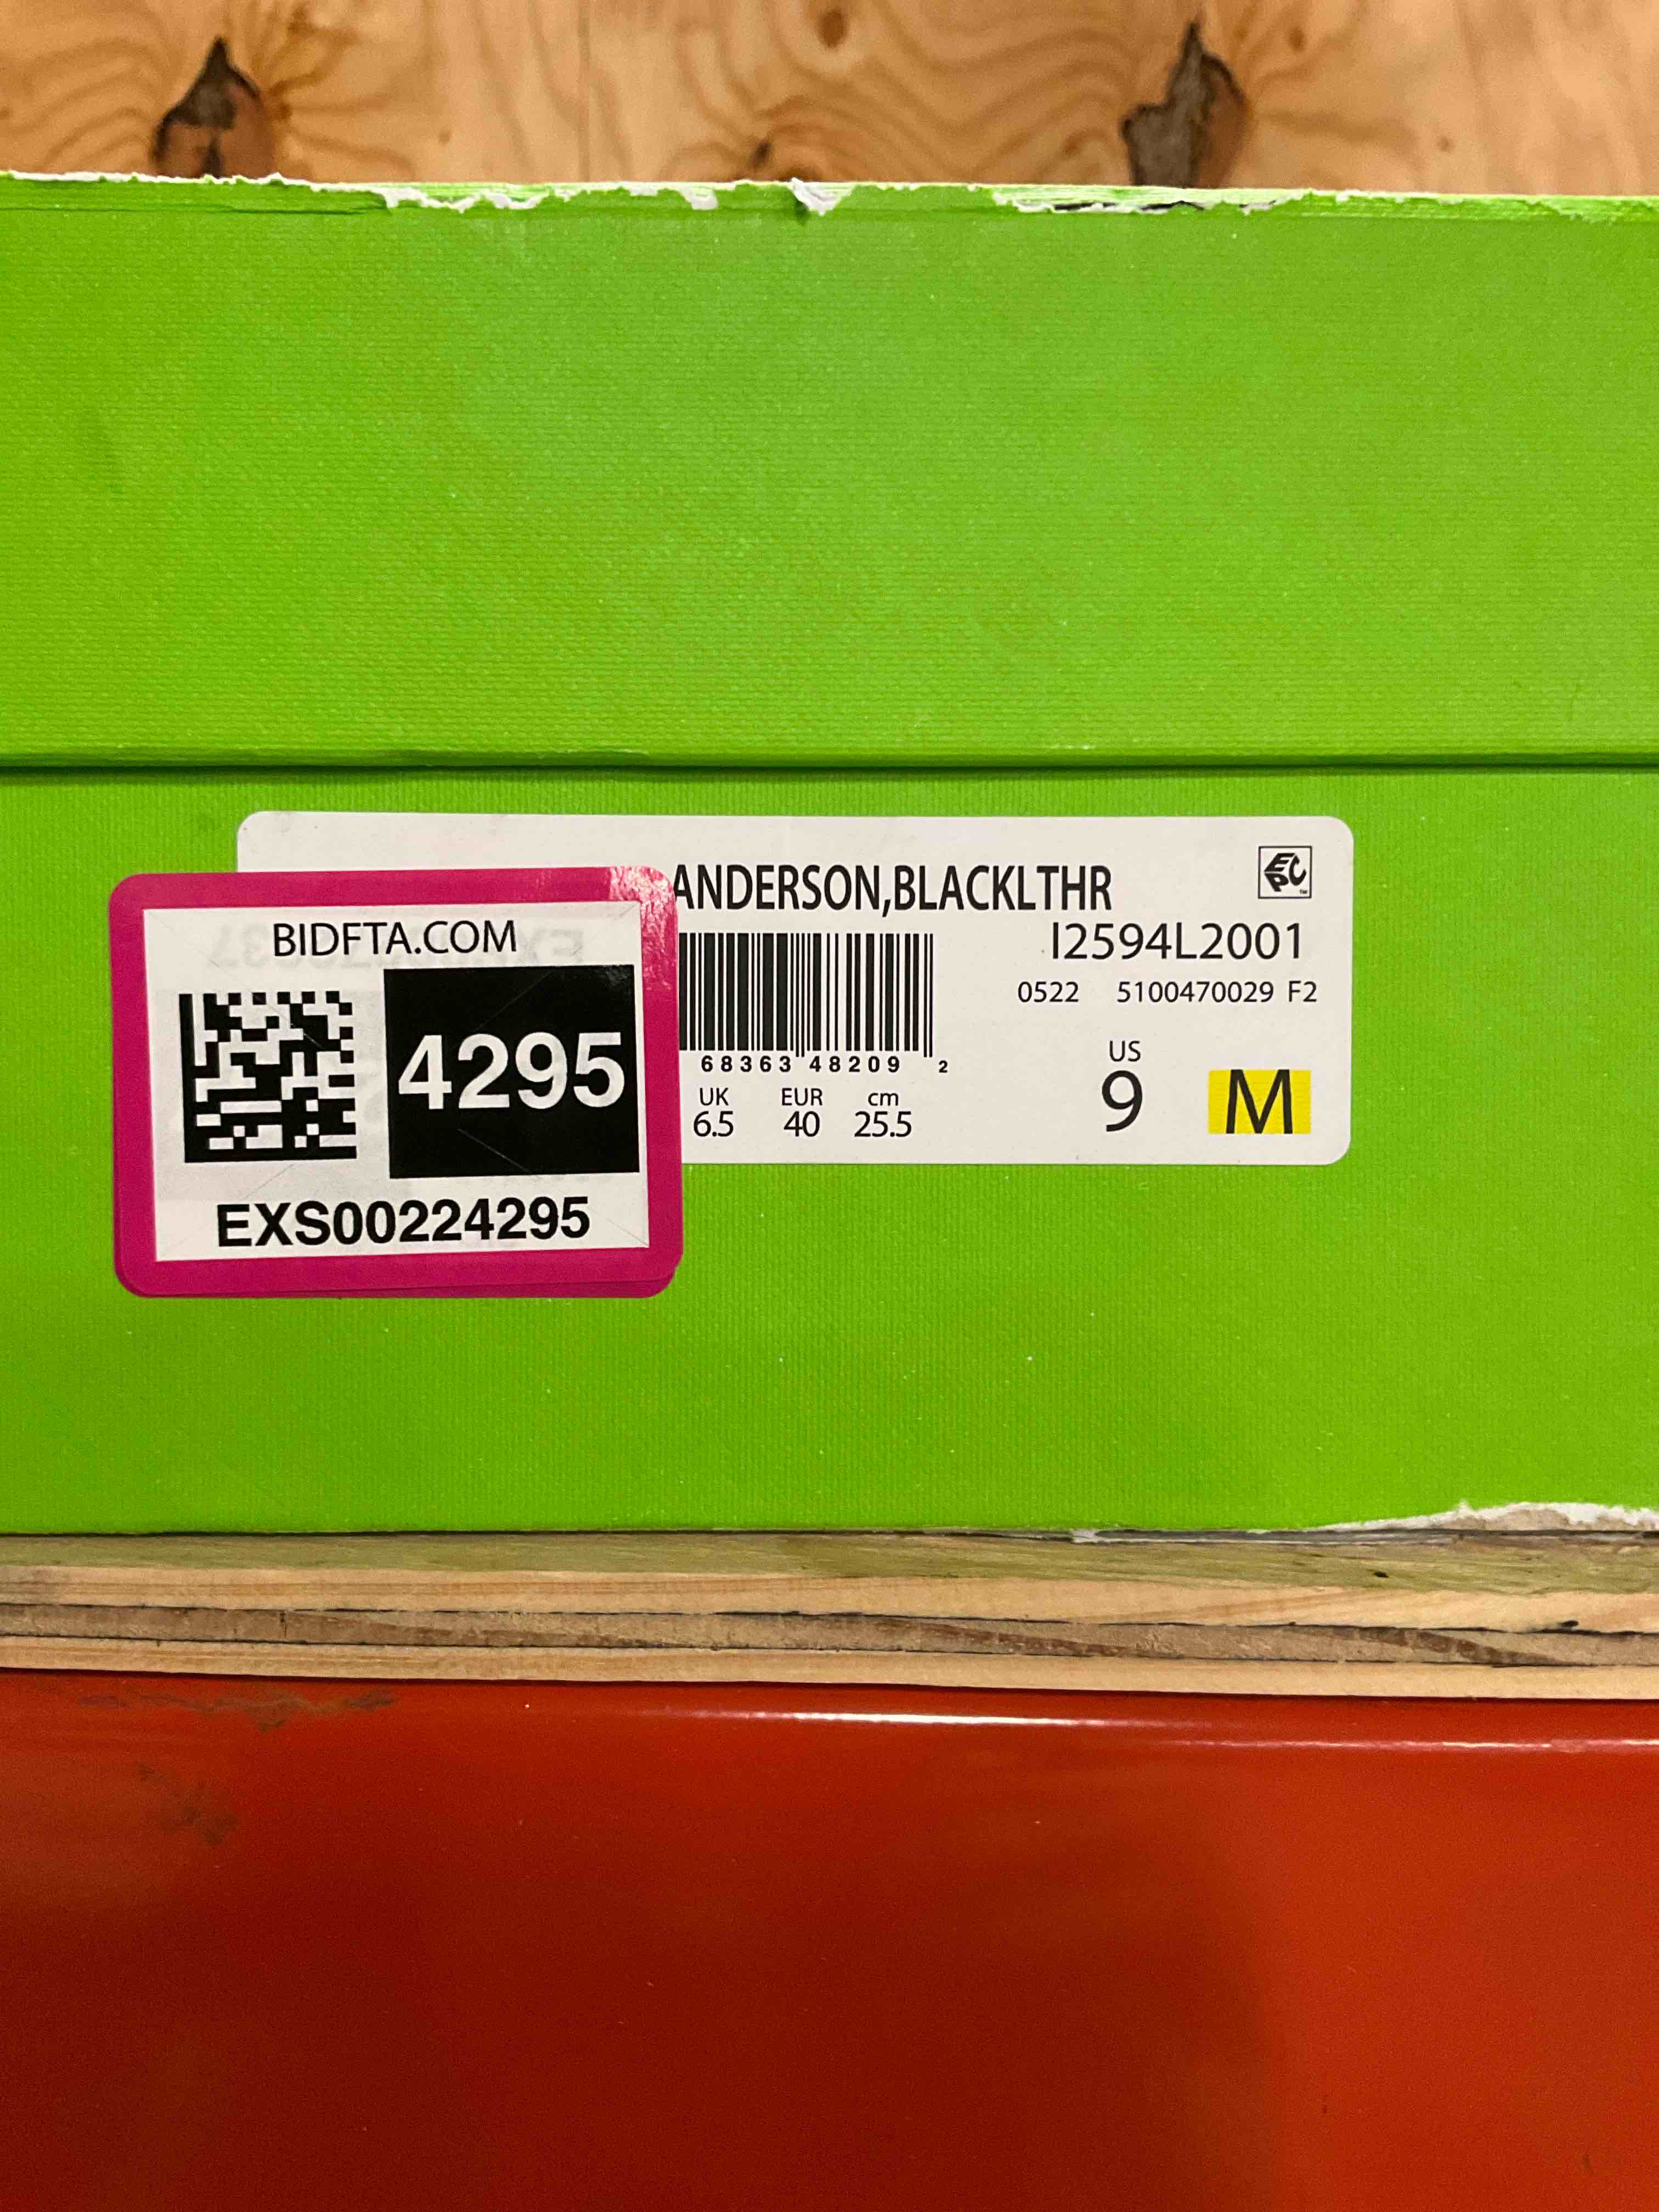 ANDERSON,BLACKLTHR
EPC
I2594L2001
0522 5100470029 F2
68363 48209 2
UK EUR cm
6.5 40 25.5
US
9 M
BIDFTA.COM
4295
EXS00224295